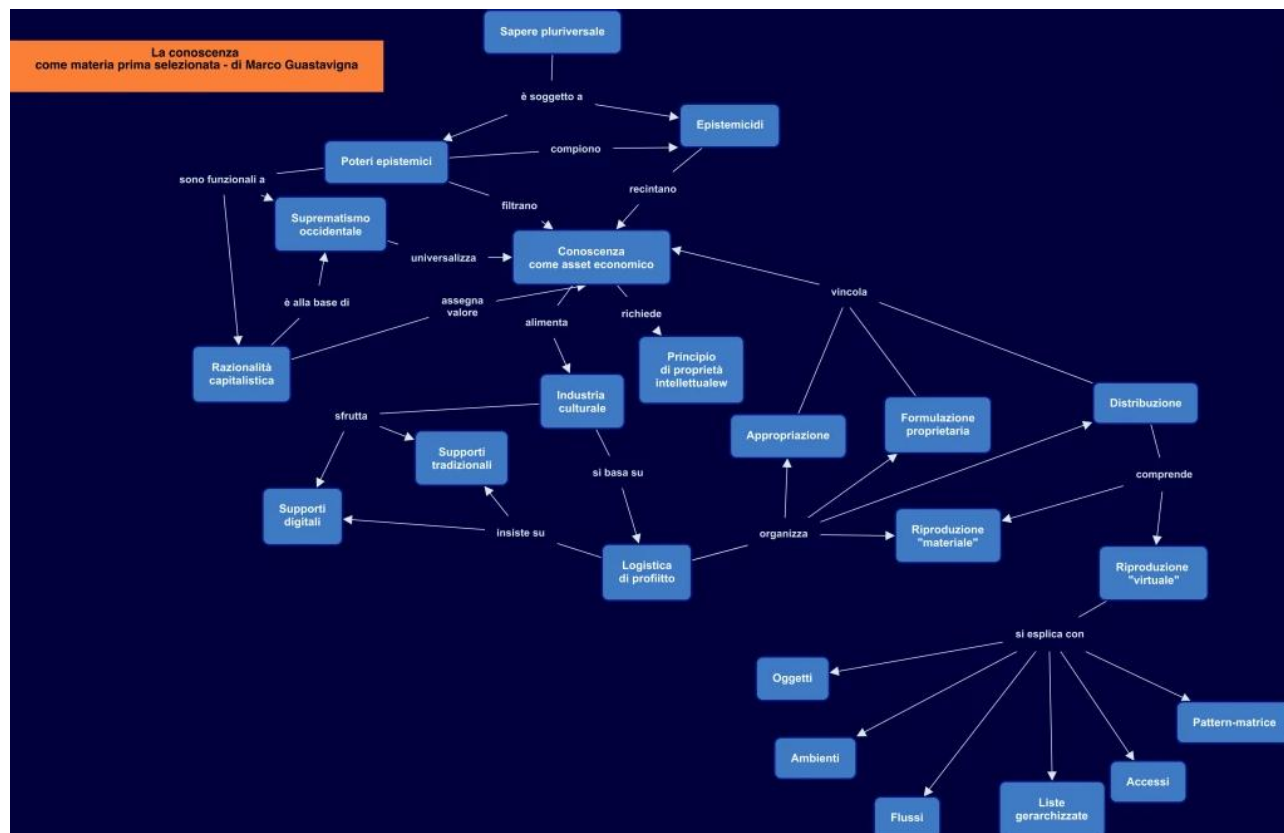 Sapere pluriversale
La conoscenza
come materia prima selezionata - di Marco Guastavigna
è soggetto a
Epistemicidi
Poteri epistemici
compiono
sono funzionali a
recintano
filtrano
Suprematismo
occidentale
universalizza
Conoscenza
come asset economico
vincola
è alla base di
assegna
valore
alimenta
richiede
Razionalità
capitalistica
Principio
di proprietà
intellettualew
Industria
culturale
Distribuzione
sfrutta
Formulazione
proprietaria
Appropriazione
Supporti
tradizionali
si basa su
comprende
Supporti
digitali
insiste su
organizza
Riproduzione
"materiale"
Logistica
di profiitto
Riproduzione
"virtuale"
si esplica con
Oggetti
Pattern-matrice
Ambienti
Accessi
Flussi
Liste
gerarchizzate